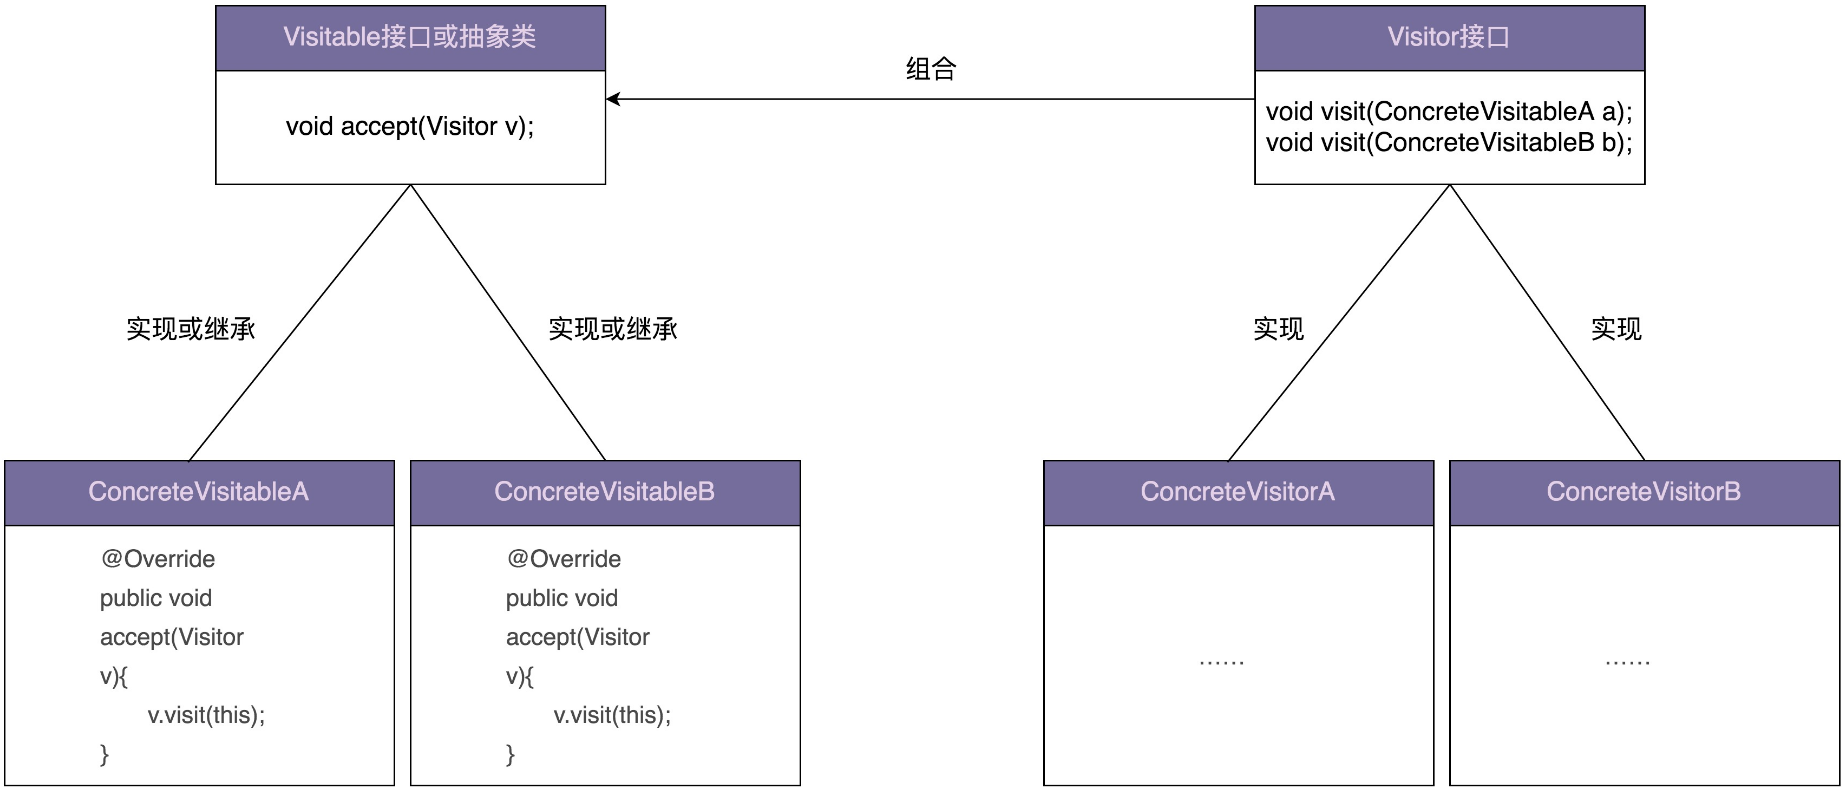 Visitable接口或抽象类
void accept(Visitor v);
组合
Visitor接口
void visit(ConcreteVisitableA a);
void visit(ConcreteVisitableB b);
实现或继承
实现或继承
实现
实现
ConcreteVisitableA
@Override
public void
accept(Visitor
v){
v.visit(this);
}
ConcreteVisitableB
@Override
public void
accept(Visitor
v){
v.visit(this);
}
ConcreteVisitorA
······
ConcreteVisitorB
······